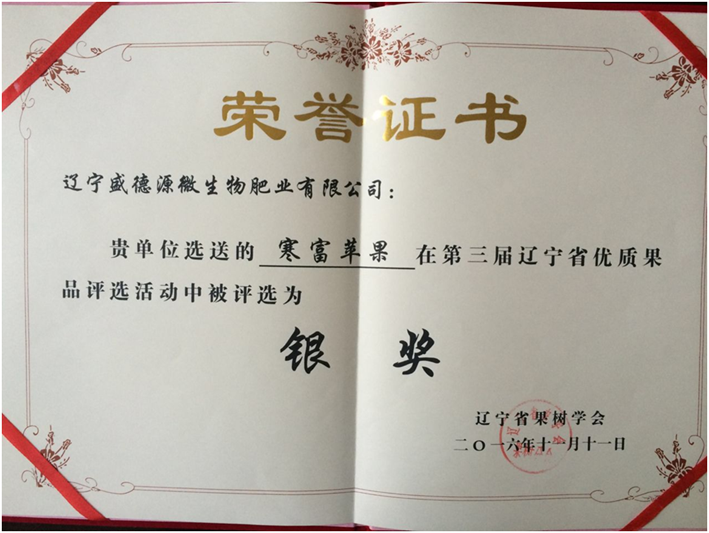 荣誉证书
辽宁盛德源微生物肥业有限公司：
贵单位选送的 寒富苹果 在第三届辽宁省优质果
品评选活动中被评选为
银 奖
辽宁省果树学会
二〇一六年十一月十一日